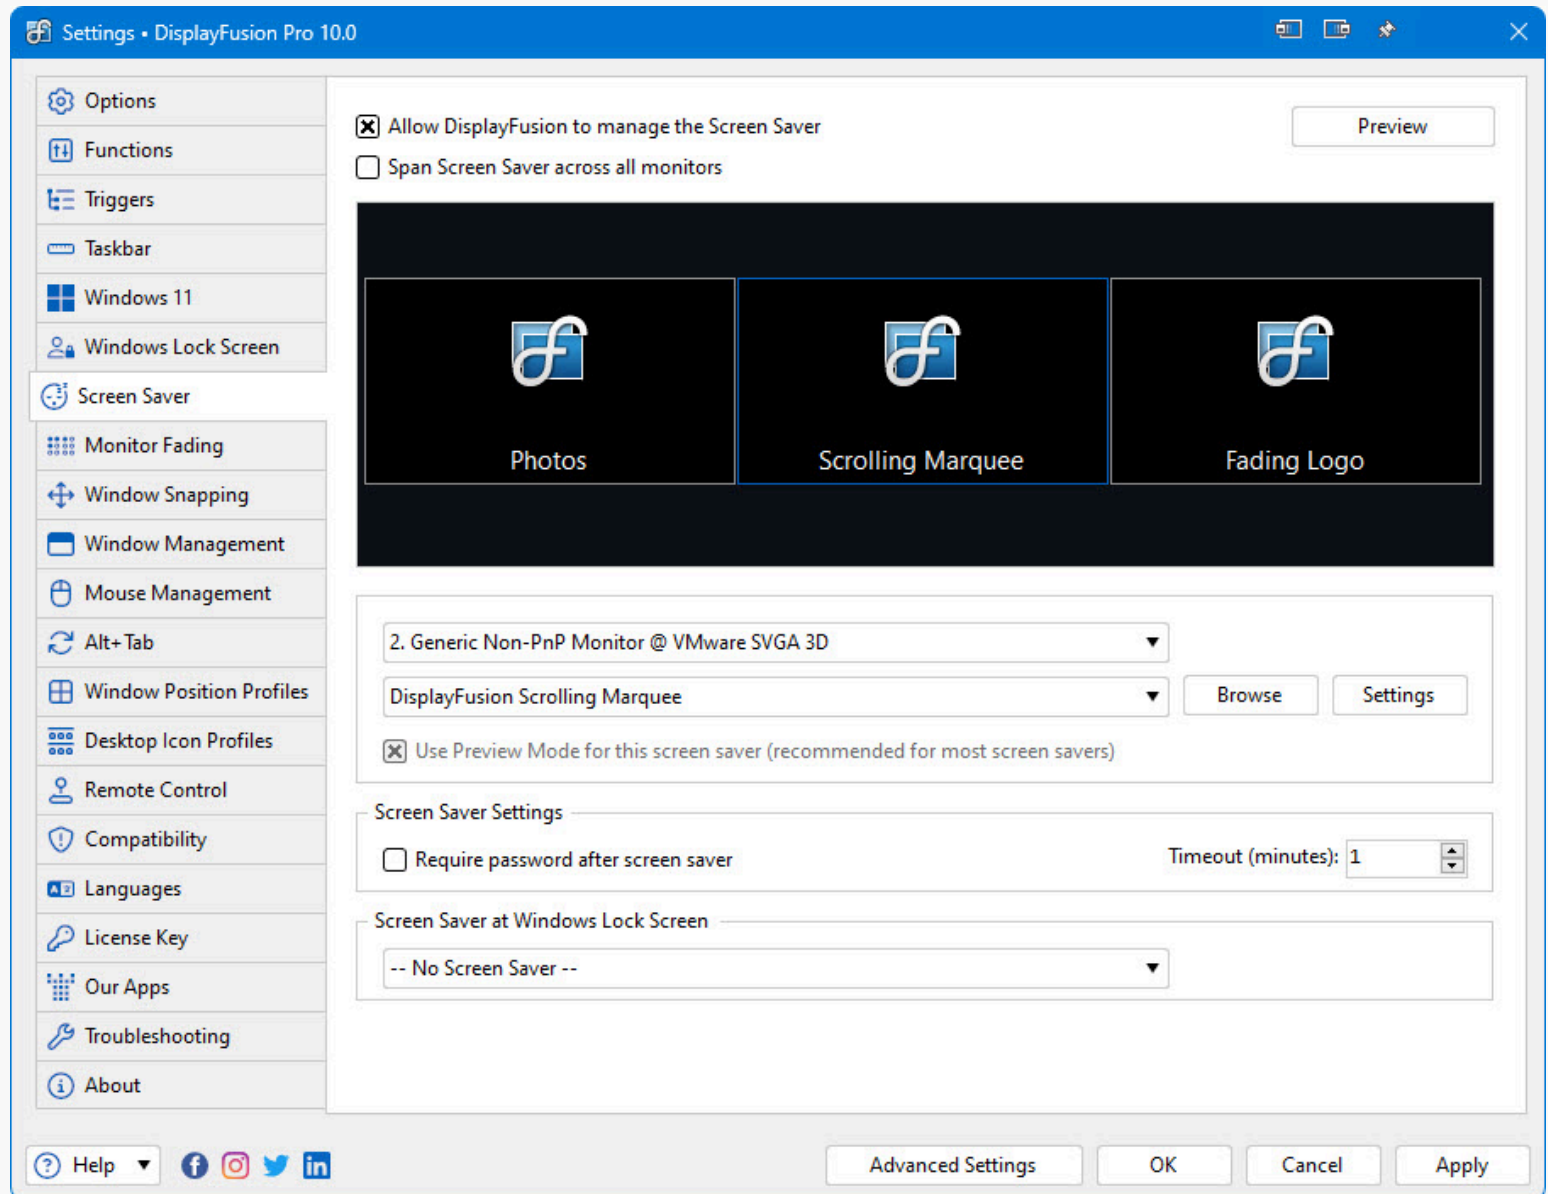 Settings • DisplayFusion Pro 10.0
Options
Functions
Triggers
Taskbar
Windows 11
Windows Lock Screen
Screen Saver
Monitor Fading
Window Snapping
Window Management
Mouse Management
Alt+Tab
Window Position Profiles
Desktop Icon Profiles
Remote Control
Compatibility
Languages
License Key
Our Apps
Troubleshooting
About
Allow DisplayFusion to manage the Screen Saver
Preview
Span Screen Saver across all monitors
Photos
Scrolling Marquee
Fading Logo
2. Generic Non-PnP Monitor @ VMware SVGA 3D
DisplayFusion Scrolling Marquee
Browse
Settings
Use Preview Mode for this screen saver (recommended for most screen savers)
Screen Saver Settings
Require password after screen saver
Timeout (minutes): 1
Screen Saver at Windows Lock Screen
-- No Screen Saver --
Help
Advanced Settings
OK
Cancel
Apply